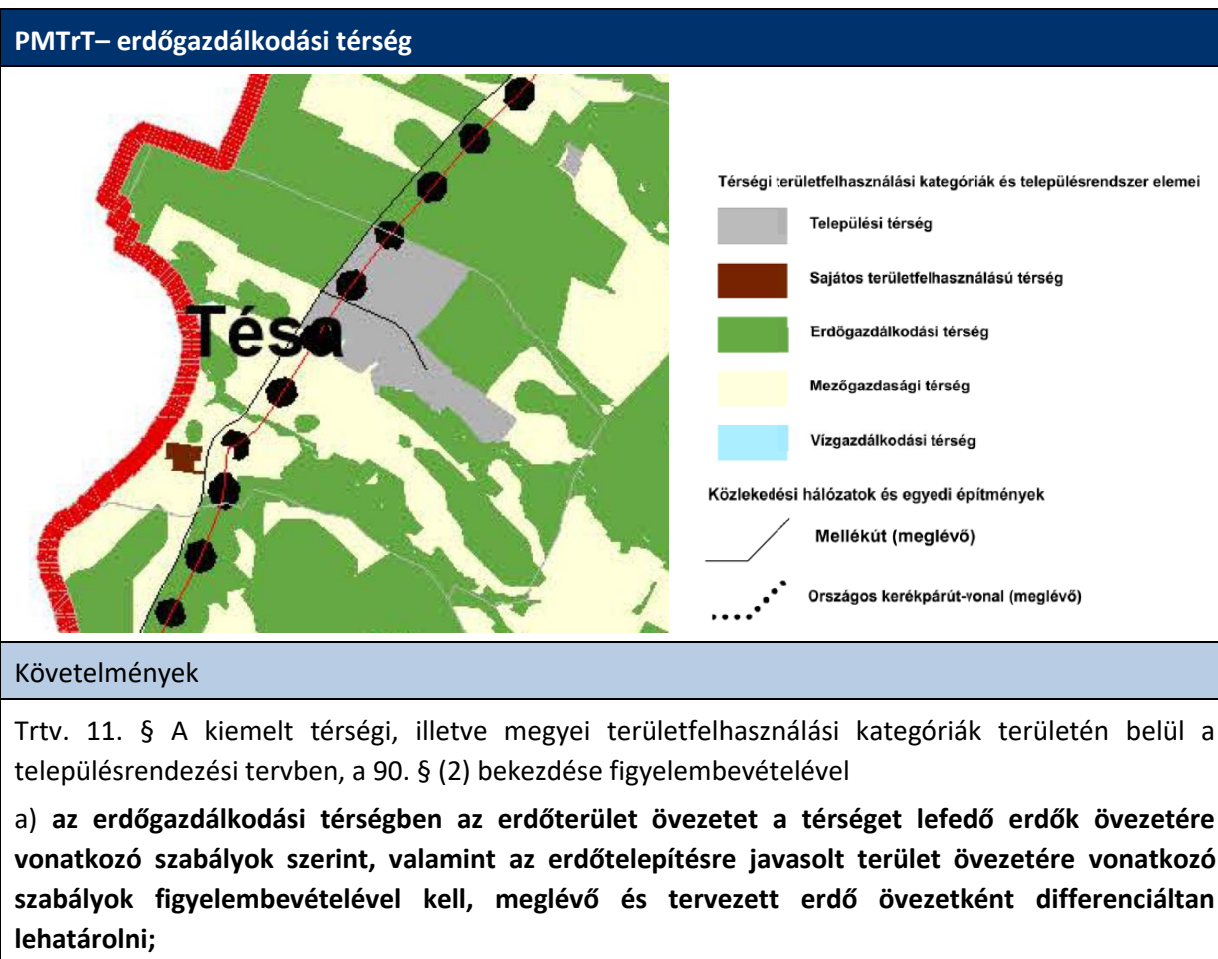 PMTrT– erdőgazdálkodási térség
Tésa
Térségi területfelhasználási kategóriák és településrendszer elemei
Települési térség
Sajátos területfelhasználású térség
Erdőgazdálkodási térség
Mezőgazdasági térség
Vízgazdálkodási térség
Közlekedési hálózatok és egyedi építmények
Mellékút (meglévő)
Országos kerékpárút-vonal (meglévő)
Követelmények
Trtv. 11. § A kiemelt térségi, illetve megyei területfelhasználási kategóriák területén belül a
településrendezési tervben, a 90. § (2) bekezdése figyelembevételével
a) az erdőgazdálkodási térségben az erdőterület övezetet a térséget lefedő erdők övezetére
vonatkozó szabályok szerint, valamint az erdőtelepítésre javasolt terület övezetére vonatkozó
szabályok figyelembevételével kell, meglévő és tervezett erdő övezetként differenciáltan
lehatárolni;